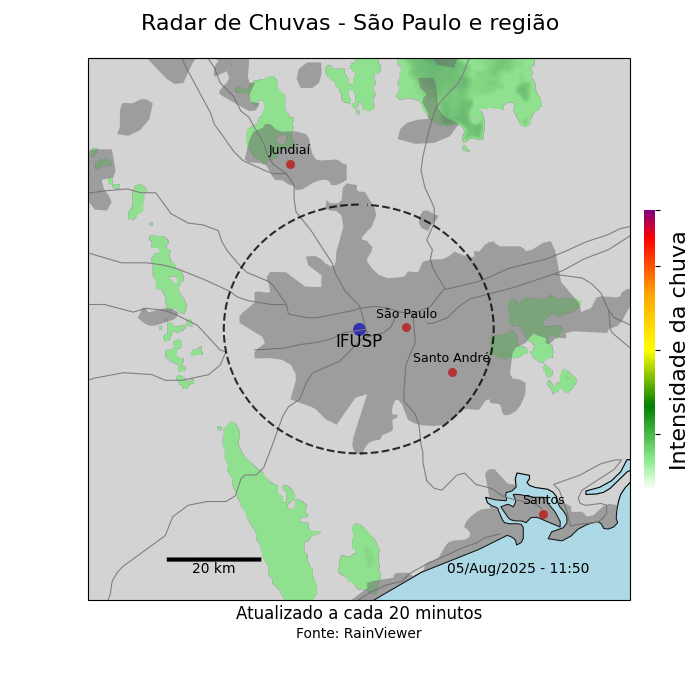 Radar de Chuvas - São Paulo e região
Jundiaí
São Paulo
IFUSP
Santo André
Santos
20 km
05/Aug/2025 - 11:50
Intensidade da chuva
Atualizado a cada 20 minutos
Fonte: RainViewer